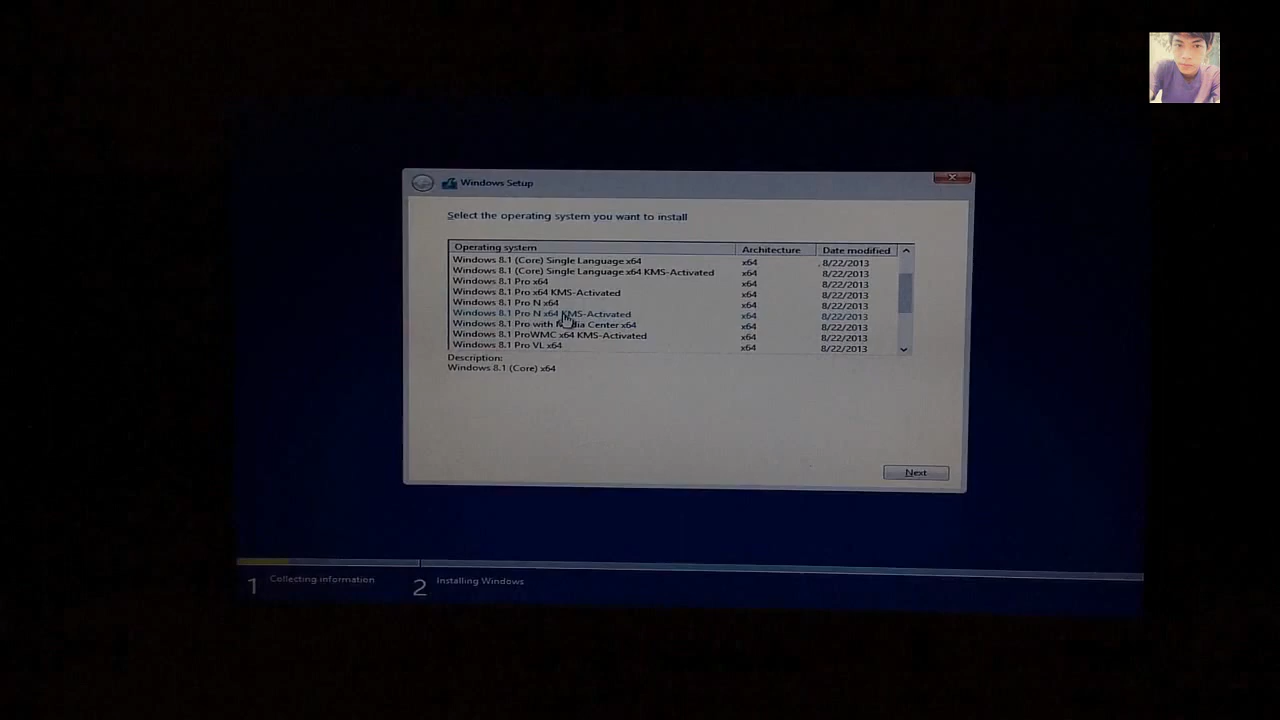 Windows Setup
Select the operating system you want to install
Operating system Architecture Date modified
Windows 8.1 (Core) Single Language x64 x64 8/22/2013
Windows 8.1 (Core) Single Language x64 KMS-Activated x64 8/22/2013
Windows 8.1 Pro x64 x64 8/22/2013
Windows 8.1 Pro x64 KMS-Activated x64 8/22/2013
Windows 8.1 Pro N x64 x64 8/22/2013
Windows 8.1 Pro N x64 KMS-Activated x64 8/22/2013
Windows 8.1 Pro with Media Center x64 x64 8/22/2013
Windows 8.1 ProWMC x64 KMS-Activated x64 8/22/2013
Windows 8.1 Pro VL x64 x64 8/22/2013
Description:
Windows 8.1 (Core) x64
Next
1 Collecting information 2 Installing Windows